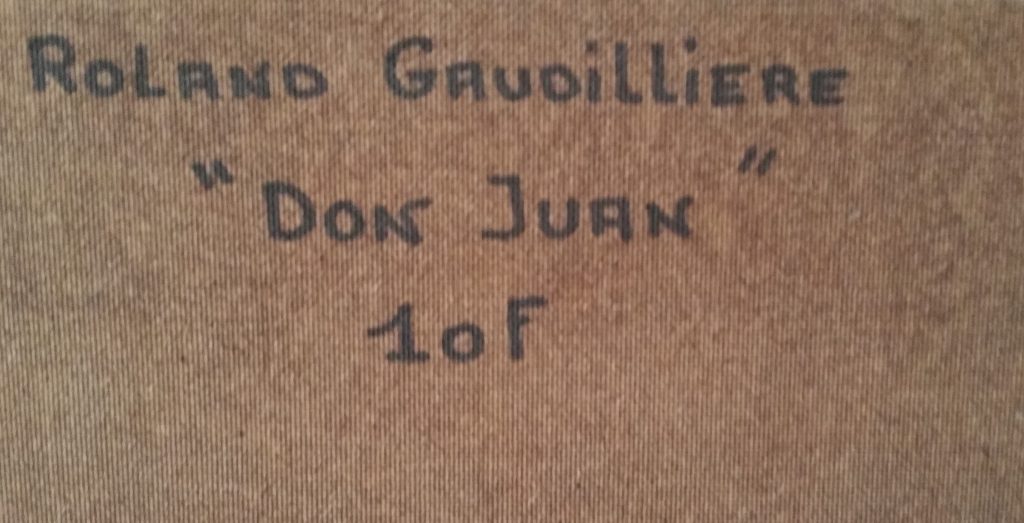 ROLAND GAUDiLLiERE
"DON JUAN"
10F